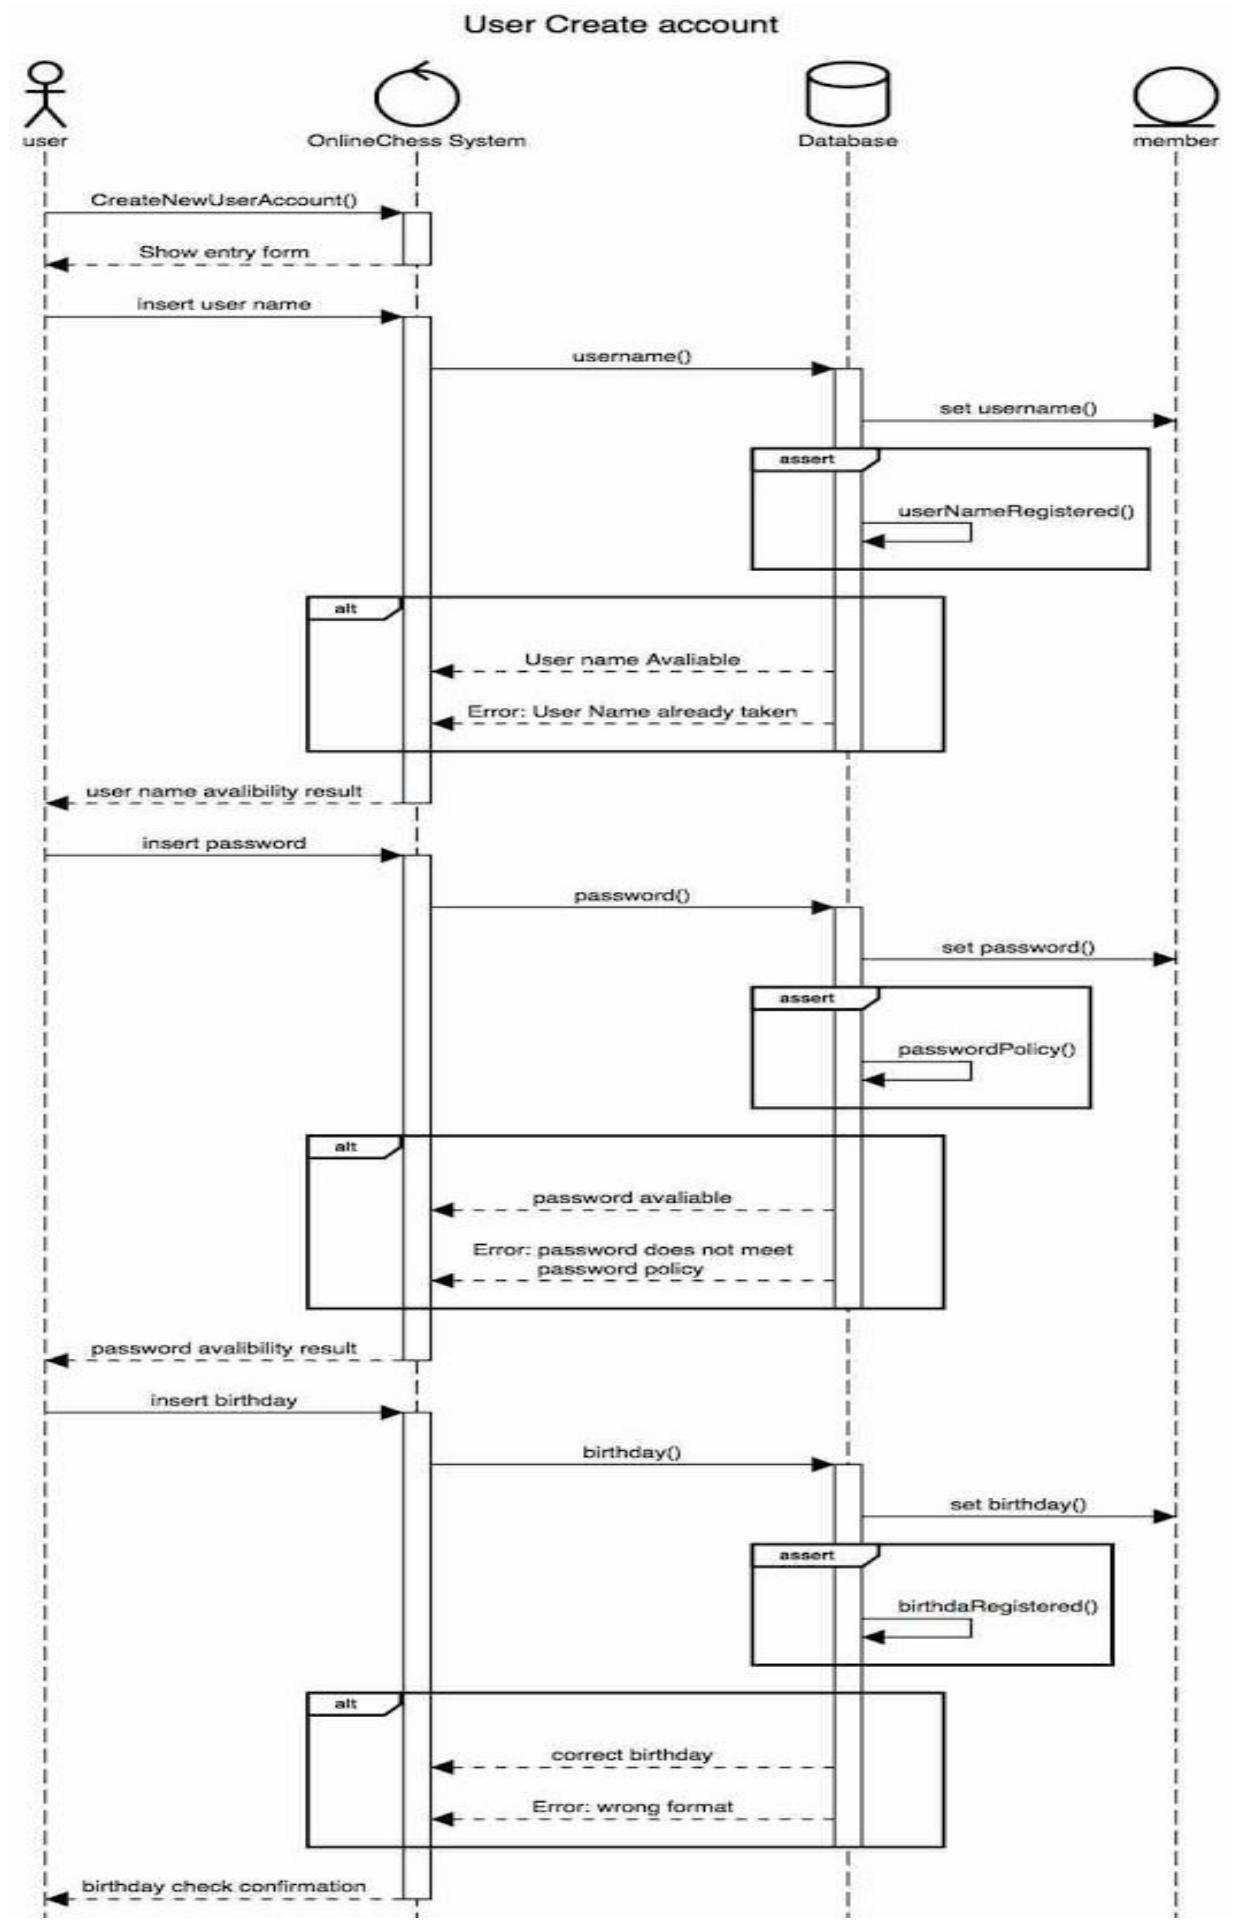 User Create account
user
OnlineChess System
Database
member
CreateNewUserAccount()
Show entry form
insert user name
username()
set username()
assert
userNameRegistered()
alt
User name Avaliable
Error: User Name already taken
user name avalibility result
insert password
password()
set password()
assert
passwordPolicy()
alt
password avaliable
Error: password does not meet
password policy
password avalibility result
insert birthday
birthday()
set birthday()
assert
birthdaRegistered()
alt
correct birthday
Error: wrong format
birthday check confirmation